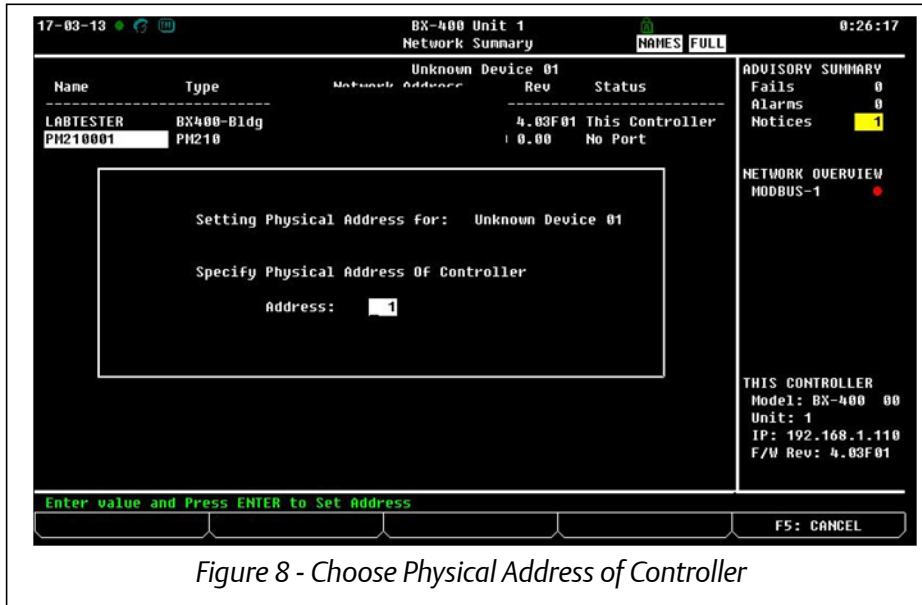 17-03-13 BX-400 Unit 1 0:26:17
Network Summary NAMES FULL
Unknown Device 01
Name Type Network Address Rev Status
LABTESTER BX400-Bldg 4.03F01 This Controller
PM210001 PM210 0.00 No Port
Setting Physical Address for: Unknown Device 01
Specify Physical Address Of Controller
Address: 1
ADVISORY SUMMARY
Fails 0
Alarms 0
Notices 1
NETWORK OVERVIEW
MODBUS-1
THIS CONTROLLER
Model: BX-400 00
Unit: 1
IP: 192.168.1.110
F/W Rev: 4.03F01
Enter value and Press ENTER to Set Address
F5: CANCEL
Figure 8 - Choose Physical Address of Controller